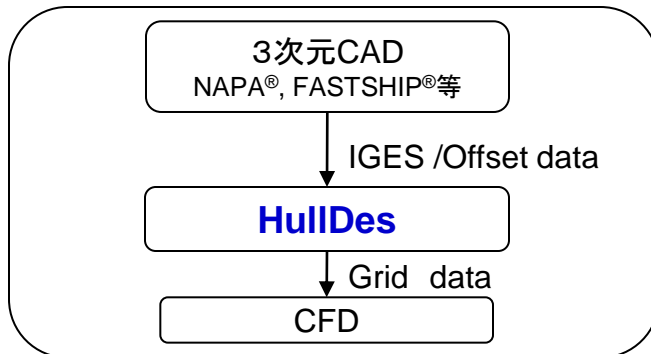 ３次元CAD
NAPA®, FASTSHIP®等
IGES /Offset data
HullDes
Grid data
CFD